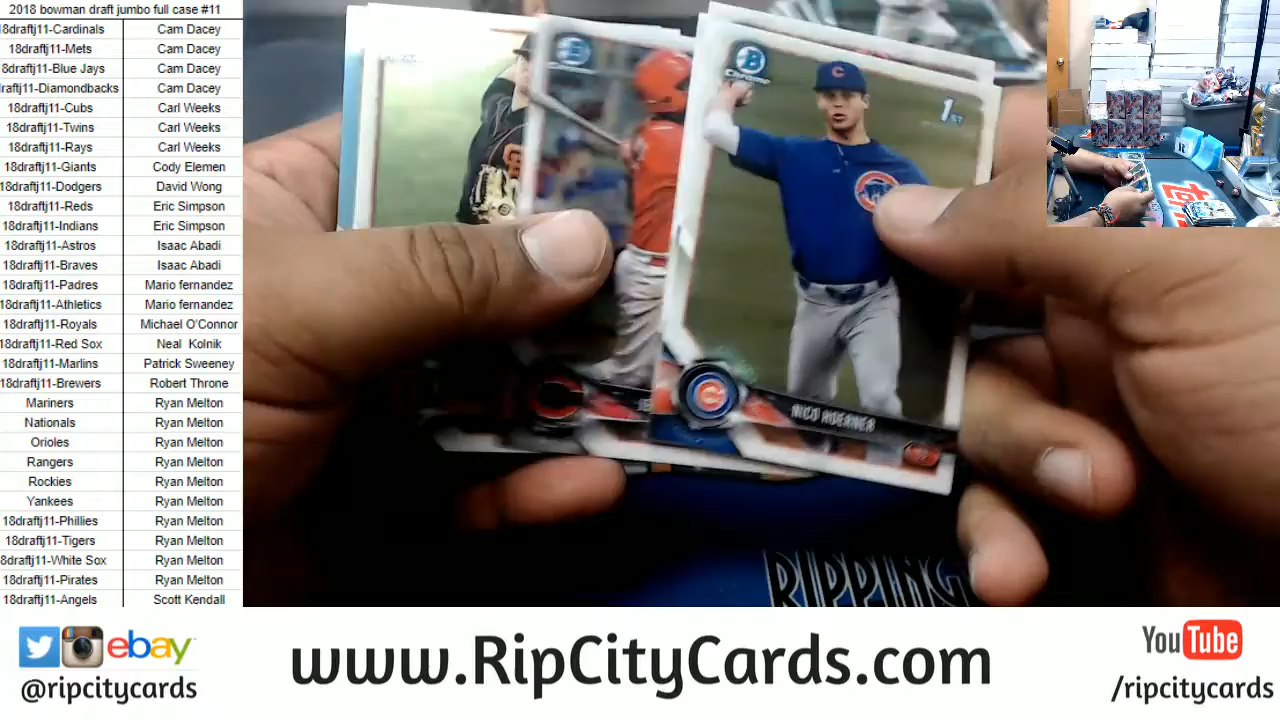 2018 bowman draft jumbo full case #11
18draftj11-Cardinals Cam Dacey
18draftj11-Mets Cam Dacey
8draftj11-Blue Jays Cam Dacey
raftj11-Diamondbacks Cam Dacey
18draftj11-Cubs Carl Weeks
18draftj11-Twins Carl Weeks
18draftj11-Rays Carl Weeks
18draftj11-Giants Cody Elemen
18draftj11-Dodgers David Wong
18draftj11-Reds Eric Simpson
18draftj11-Indians Eric Simpson
18draftj11-Astros Isaac Abadi
18draftj11-Braves Isaac Abadi
18draftj11-Padres Mario fernandez
18draftj11-Athletics Mario fernandez
18draftj11-Royals Michael O'Connor
18draftj11-Red Sox Neal Kolnik
18draftj11-Marlins Patrick Sweeney
18draftj11-Brewers Robert Throne
Mariners Ryan Melton
Nationals Ryan Melton
Orioles Ryan Melton
Rangers Ryan Melton
Rockies Ryan Melton
Yankees Ryan Melton
18draftj11-Phillies Ryan Melton
18draftj11-Tigers Ryan Melton
8draftj11-White Sox Ryan Melton
18draftj11-Pirates Ryan Melton
18draftj11-Angels Scott Kendall
B
Chrome
C
1ST
NICO HOERNER
RIPPING
ebay
@ripcitycards
www.RipCityCards.com
YouTube
/ripcitycards